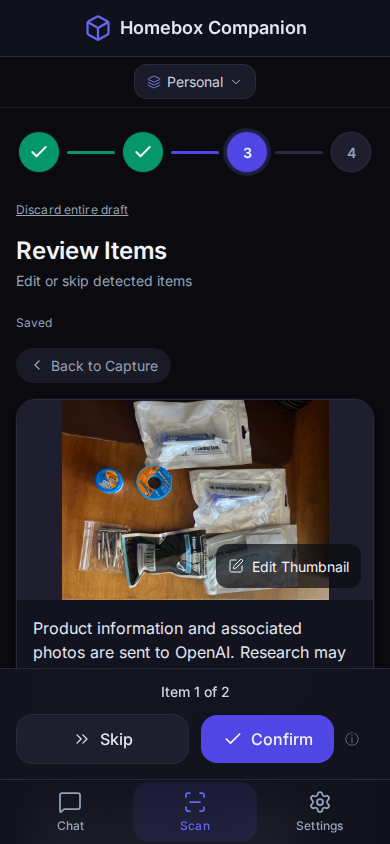 Homebox Companion
Personal
3
4
Discard entire draft
Review Items
Edit or skip detected items
Saved
Back to Capture
Edit Thumbnail
Product information and associated
photos are sent to OpenAI. Research may
Item 1 of 2
Skip
Confirm
Chat
Scan
Settings